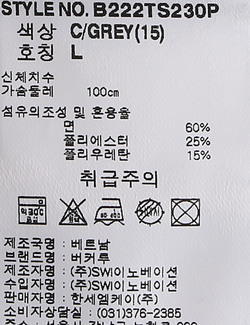 STYLE NO. B222TS230P
색상 C/GREY(15)
호칭 L
신체치수
가슴둘레 100cm
섬유의조성 및 혼용율
면 60%
폴리에스터 25%
폴리우레탄 15%
취급주의
제조국명 : 베트남
브랜드명 : 버커루
제조자명 : (주)SW이노베이션
수입자명 : (주)SW이노베이션
판매자명 : 한세엠케이(주)
소비자상담실 : (031)376-2385